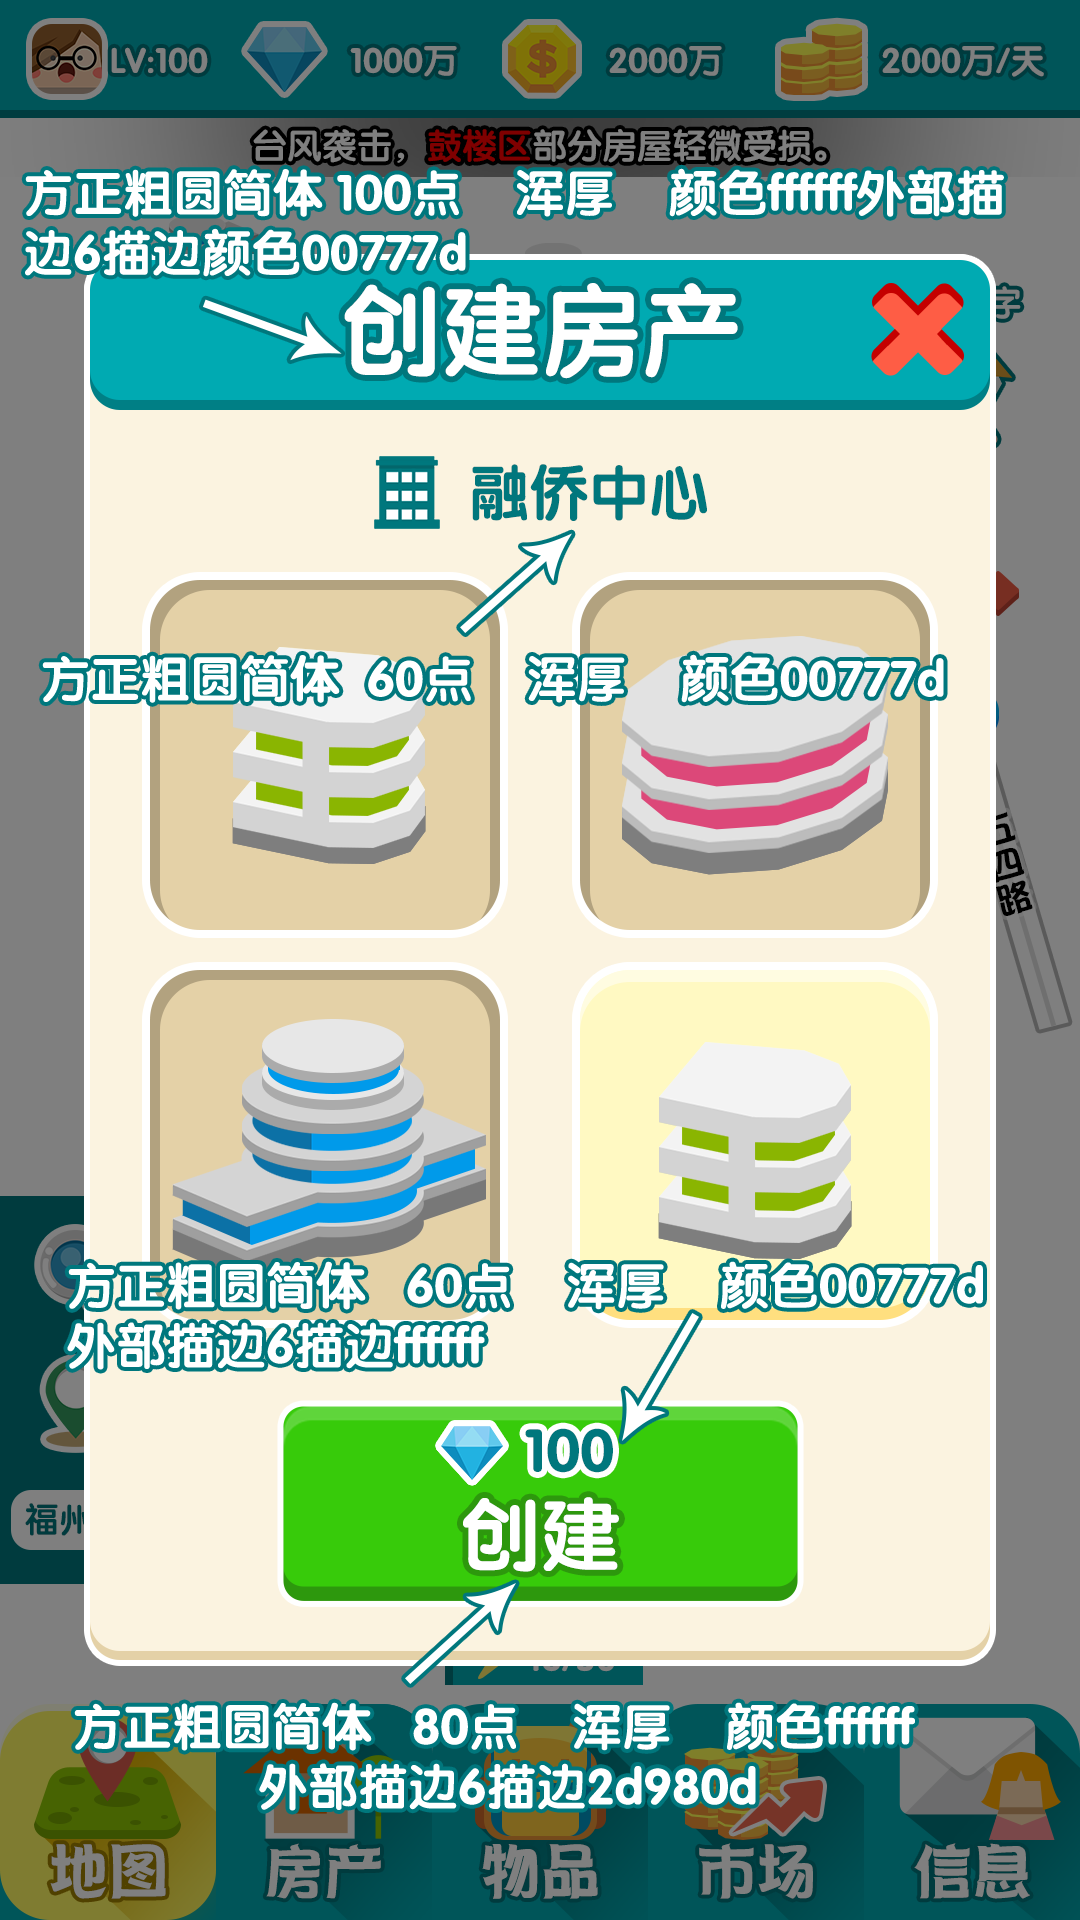 LV:100 1000万 2000万 2000万/天
台风袭击，鼓楼区部分房屋轻微受损。
方正粗圆简体 100点 浑厚 颜色ffffff外部描
边6描边颜色00777d
创建房产
字
融侨中心
方正粗圆简体 60点 浑厚 颜色00777d
五四路
方正粗圆简体 60点 浑厚 颜色00777d
外部描边6描边ffffff
100
福州
创建
方正粗圆简体 80点 浑厚 颜色ffffff
外部描边6描边2d980d
地图 房产 物品 市场 信息